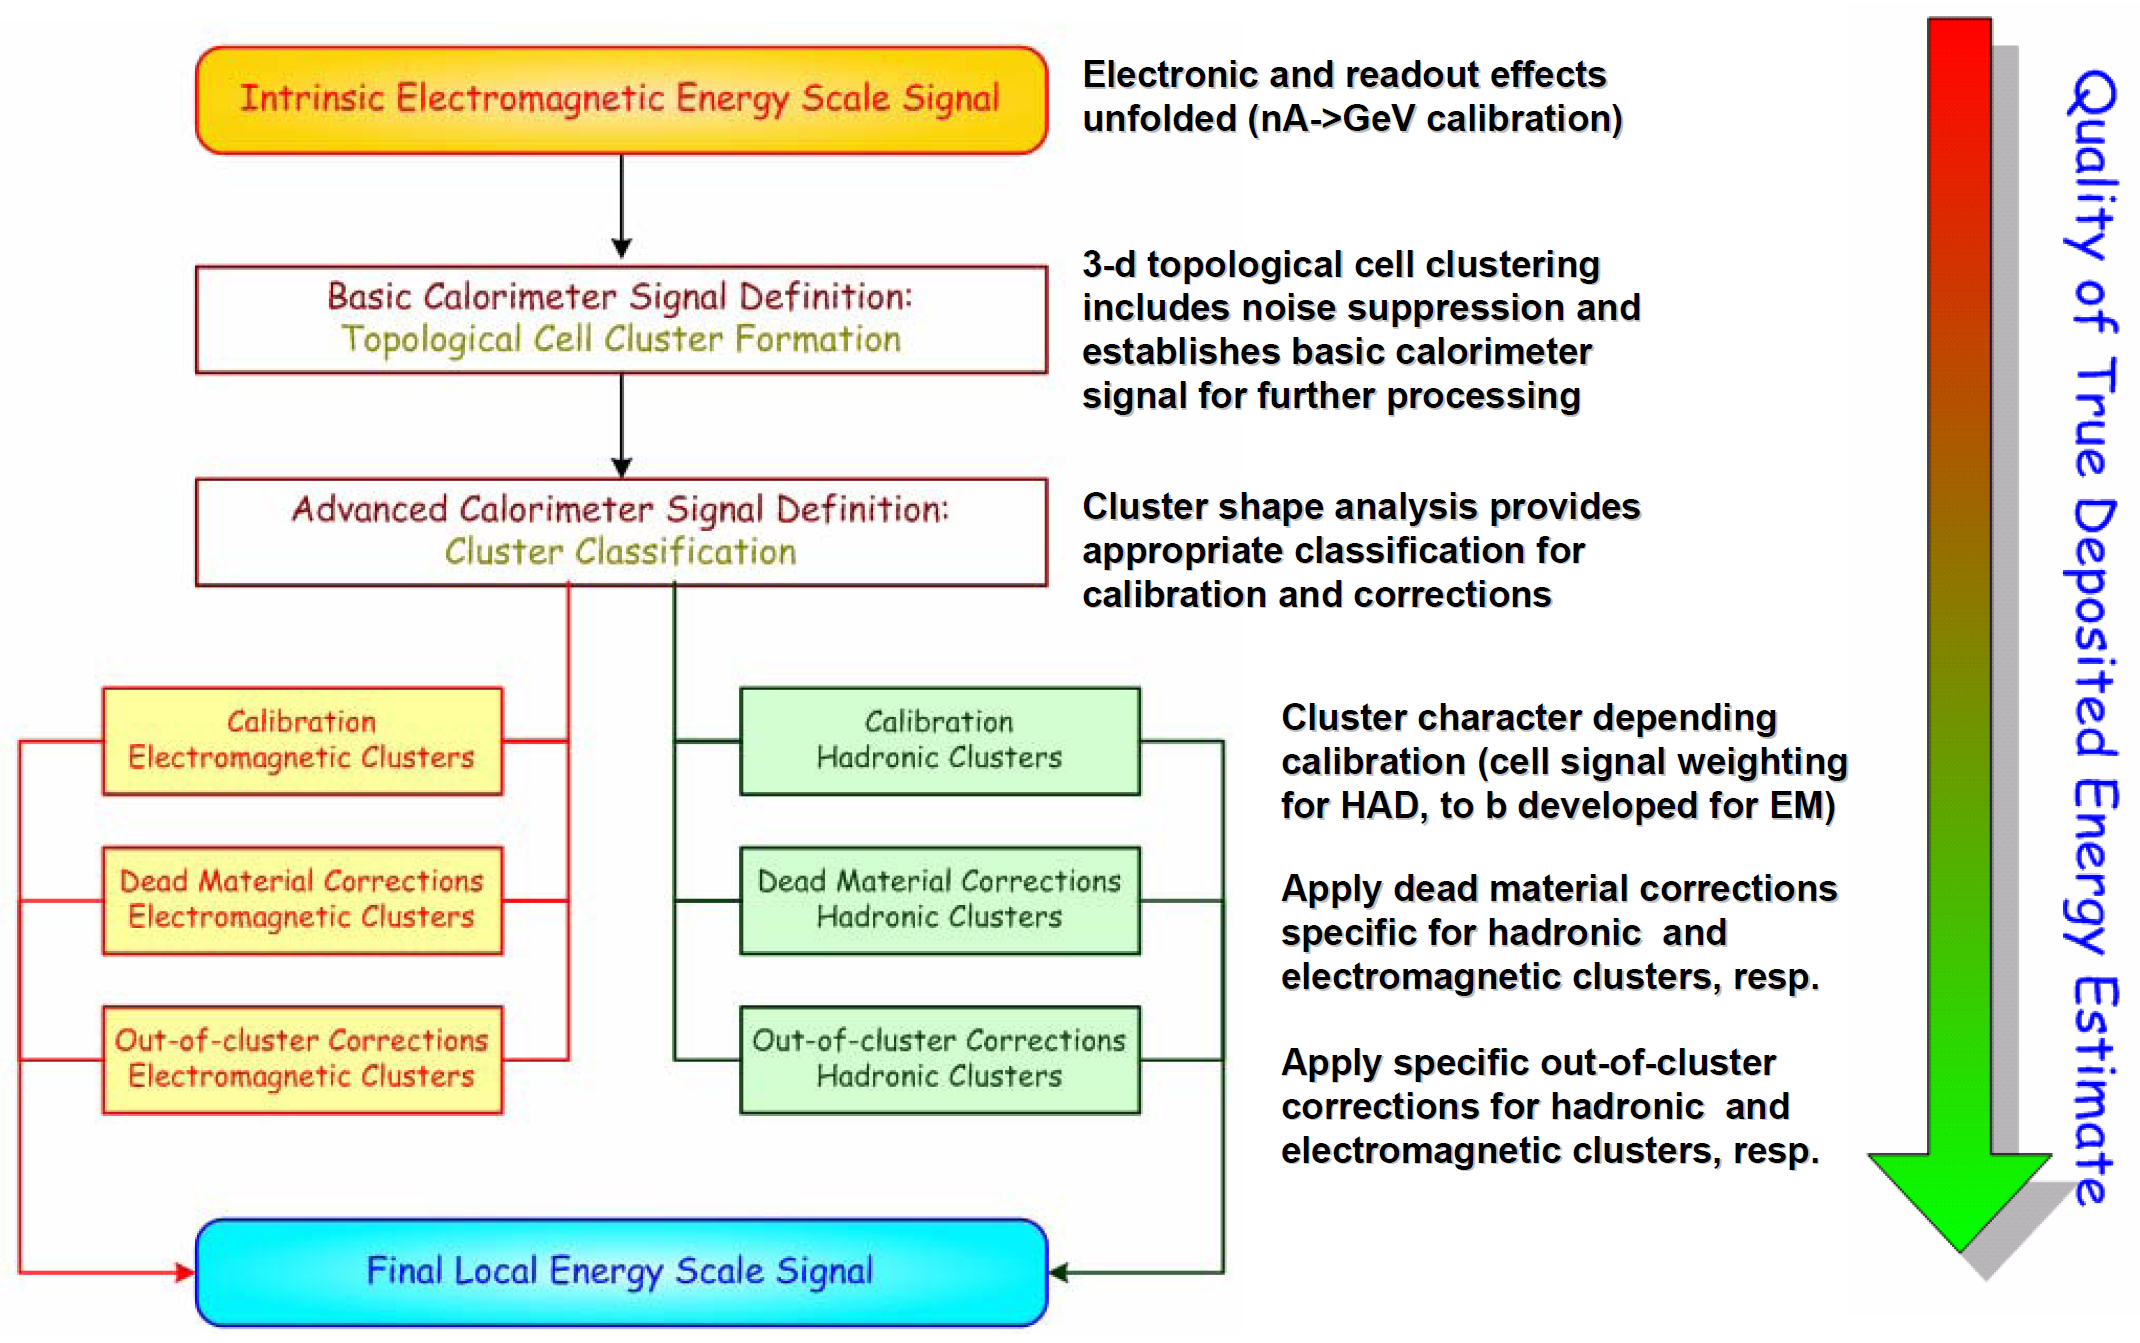 Intrinsic Electromagnetic Energy Scale Signal
Electronic and readout effects
unfolded (nA->GeV calibration)
Basic Calorimeter Signal Definition:
Topological Cell Cluster Formation
3-d topological cell clustering
includes noise suppression and
establishes basic calorimeter
signal for further processing
Advanced Calorimeter Signal Definition:
Cluster Classification
Cluster shape analysis provides
appropriate classification for
calibration and corrections
Calibration
Electromagnetic Clusters
Calibration
Hadronic Clusters
Cluster character depending
calibration (cell signal weighting
for HAD, to b developed for EM)
Dead Material Corrections
Electromagnetic Clusters
Dead Material Corrections
Hadronic Clusters
Apply dead material corrections
specific for hadronic  and
electromagnetic clusters, resp.
Out-of-cluster Corrections
Electromagnetic Clusters
Out-of-cluster Corrections
Hadronic Clusters
Apply specific out-of-cluster
corrections for hadronic  and
electromagnetic clusters, resp.
Final Local Energy Scale Signal
Quality of True Deposited Energy Estimate